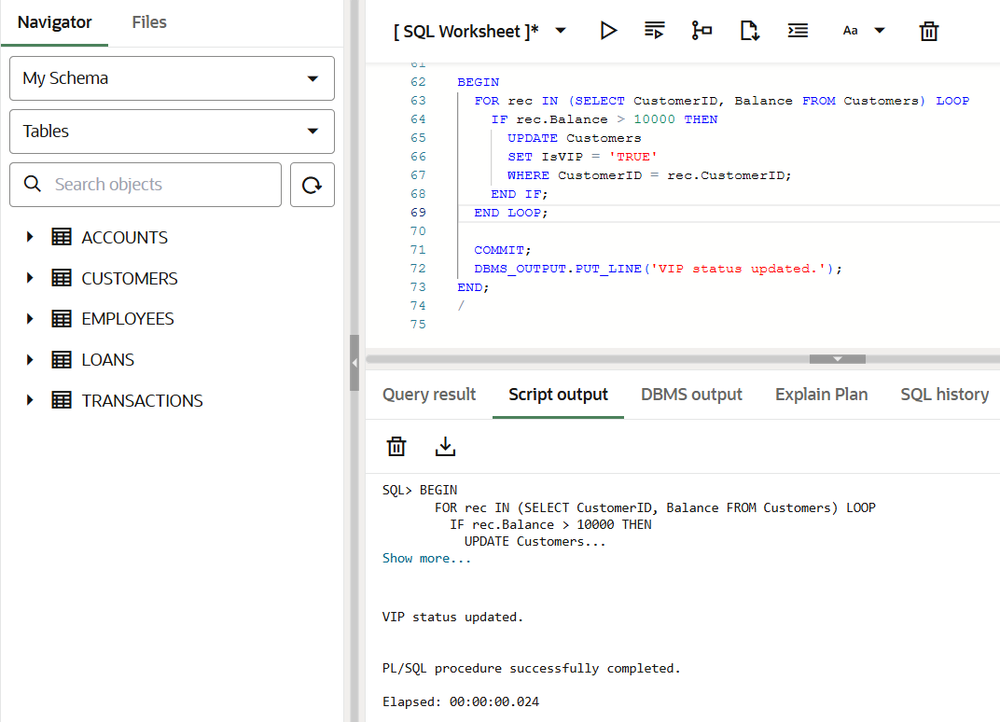 Navigator Files
My Schema
Tables
Search objects
ACCOUNTS
CUSTOMERS
EMPLOYEES
LOANS
TRANSACTIONS
[ SQL Worksheet ]* Aa
61
62 BEGIN
63 FOR rec IN (SELECT CustomerID, Balance FROM Customers) LOOP
64 IF rec.Balance > 10000 THEN
65 UPDATE Customers
66 SET IsVIP = 'TRUE'
67 WHERE CustomerID = rec.CustomerID;
68 END IF;
69 END LOOP;
70
71 COMMIT;
72 DBMS_OUTPUT.PUT_LINE('VIP status updated.');
73 END;
74 /
75
Query result Script output DBMS output Explain Plan SQL history
SQL> BEGIN
FOR rec IN (SELECT CustomerID, Balance FROM Customers) LOOP
IF rec.Balance > 10000 THEN
UPDATE Customers...
Show more...
VIP status updated.
PL/SQL procedure successfully completed.
Elapsed: 00:00:00.024